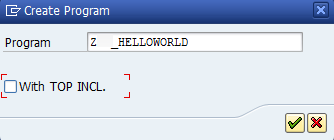 Create Program
Program
Z _HELLOWORLD
With TOP INCL.